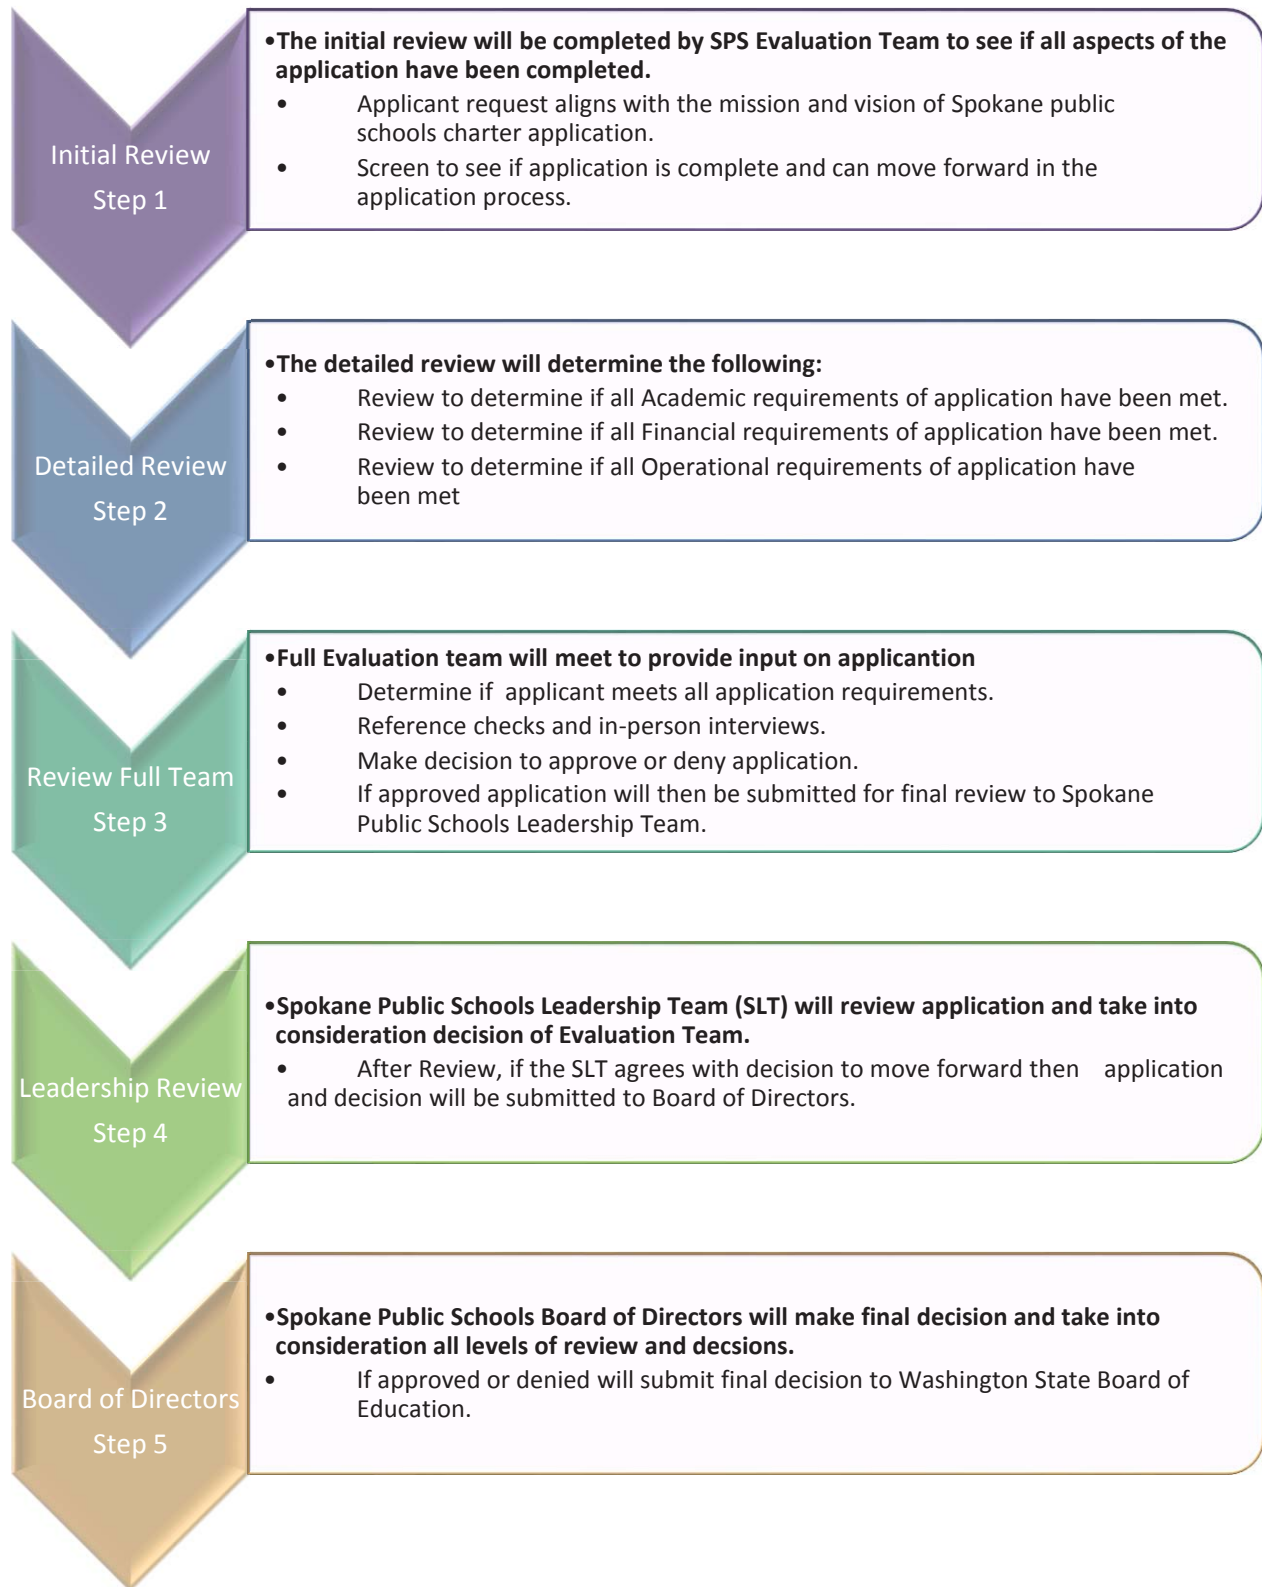 Initial Review
Step 1
•The initial review will be completed by SPS Evaluation Team to see if all aspects of the
application have been completed.
• Applicant request aligns with the mission and vision of Spokane public
schools charter application.
• Screen to see if application is complete and can move forward in the
application process.
Detailed Review
Step 2
•The detailed review will determine the following:
• Review to determine if all Academic requirements of application have been met.
• Review to determine if all Financial requirements of application have been met.
• Review to determine if all Operational requirements of application have
been met
Review Full Team
Step 3
•Full Evaluation team will meet to provide input on applicantion
• Determine if applicant meets all application requirements.
• Reference checks and in-person interviews.
• Make decision to approve or deny application.
• If approved application will then be submitted for final review to Spokane
Public Schools Leadership Team.
Leadership Review
Step 4
•Spokane Public Schools Leadership Team (SLT) will review application and take into
consideration decision of Evaluation Team.
• After Review, if the SLT agrees with decision to move forward then application
and decision will be submitted to Board of Directors.
Board of Directors
Step 5
•Spokane Public Schools Board of Directors will make final decision and take into
consideration all levels of review and decsions.
• If approved or denied will submit final decision to Washington State Board of
Education.